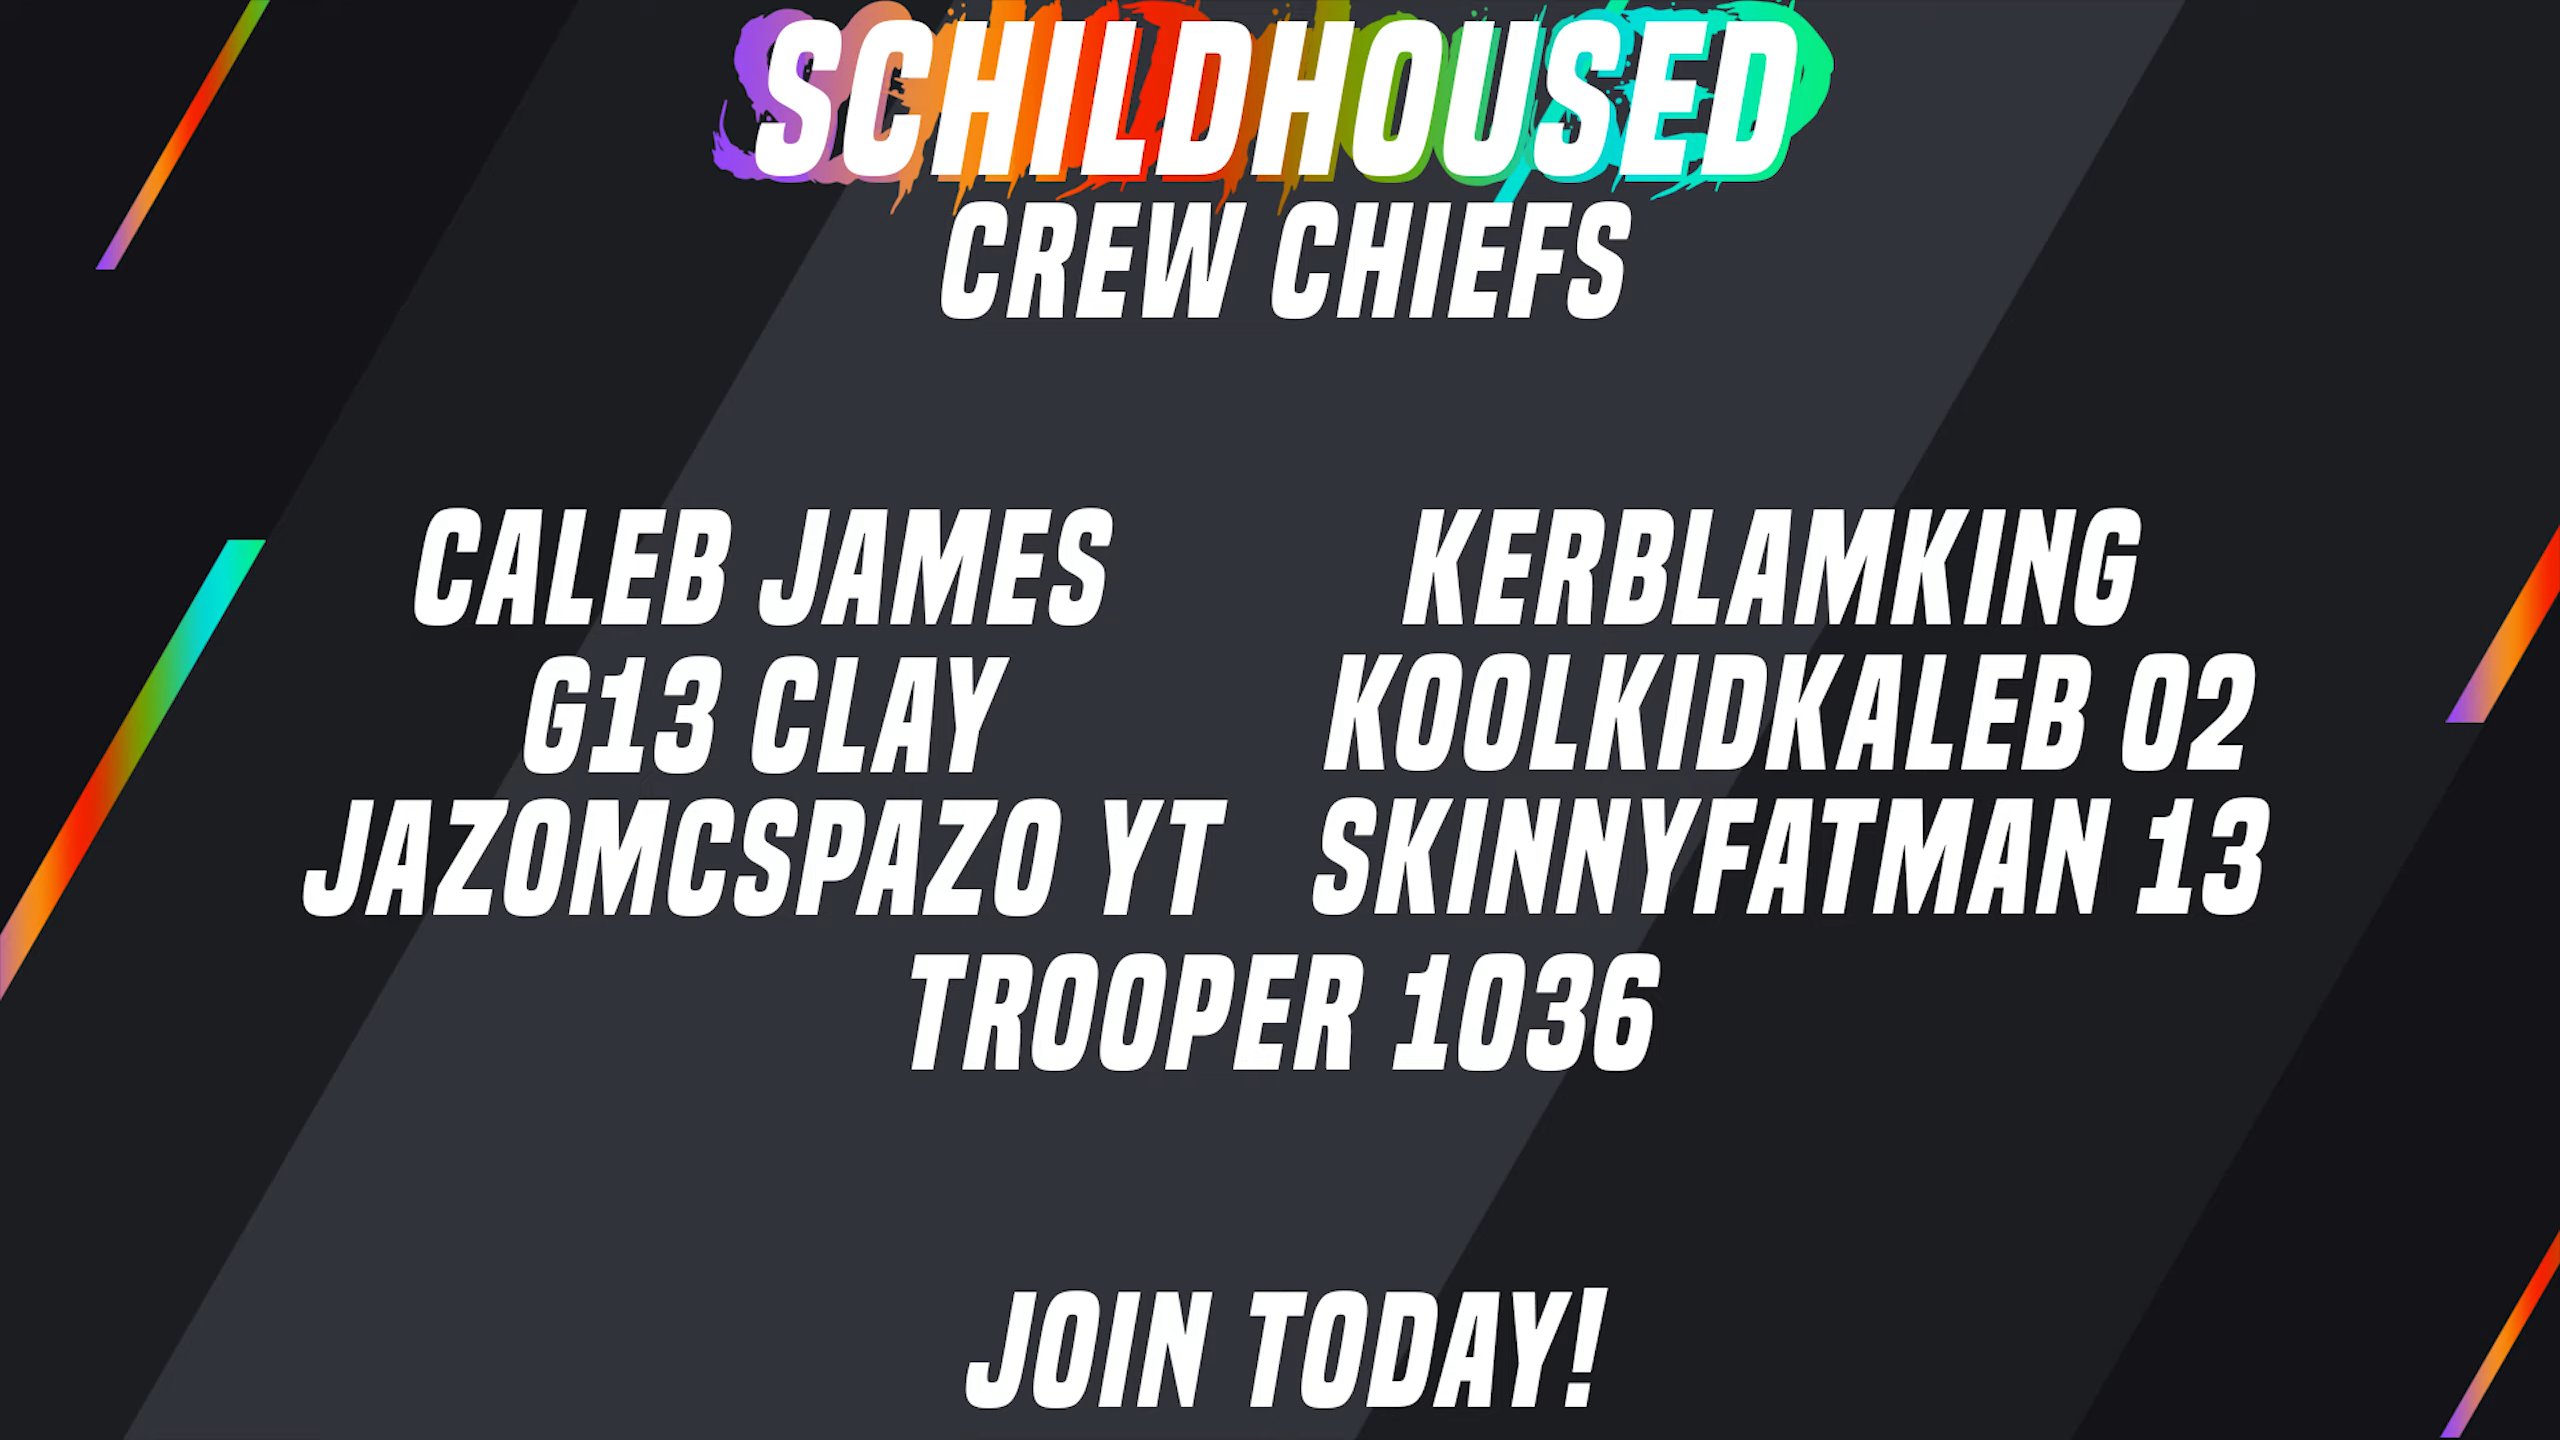 SCHILDHOUSED
CREW CHIEFS
CALEB JAMES
KERBLAMKING
G13 CLAY
KOOLKIDKALEB 02
JAZOMCSPAZO YT
SKINNYFATMAN 13
TROOPER 1036
JOIN TODAY!